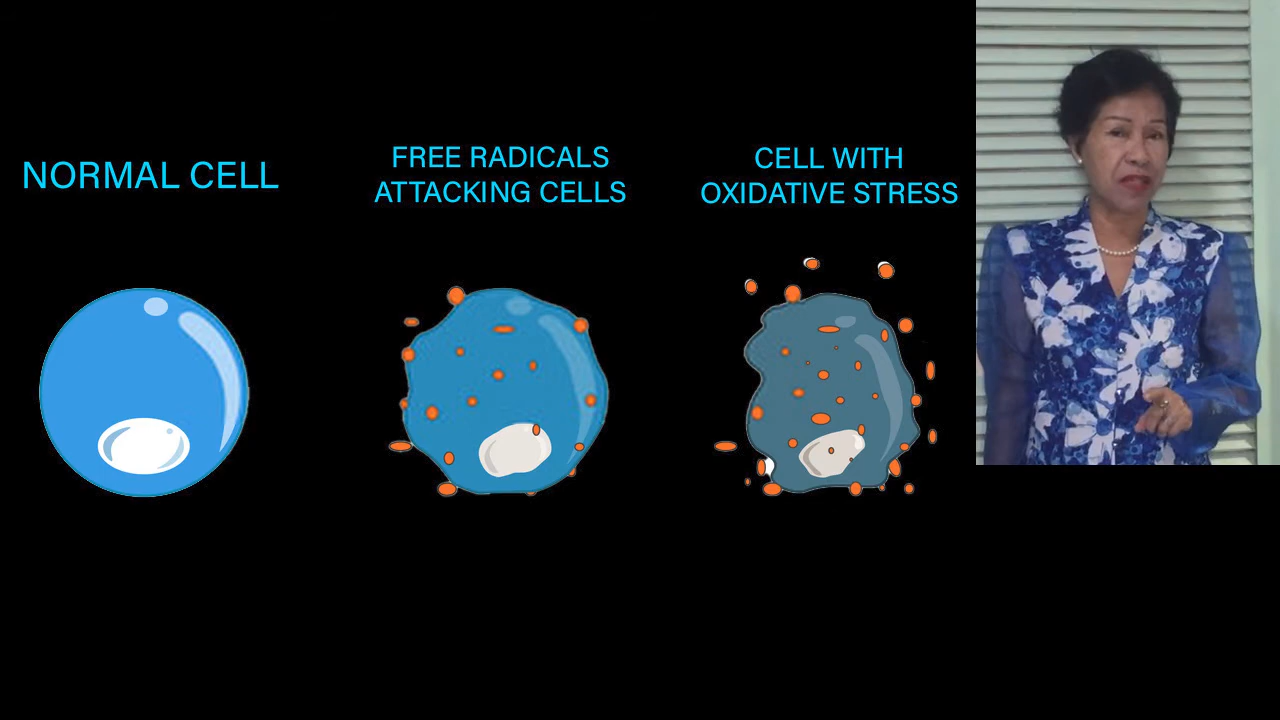 NORMAL CELL
FREE RADICALS
ATTACKING CELLS
CELL WITH
OXIDATIVE STRESS